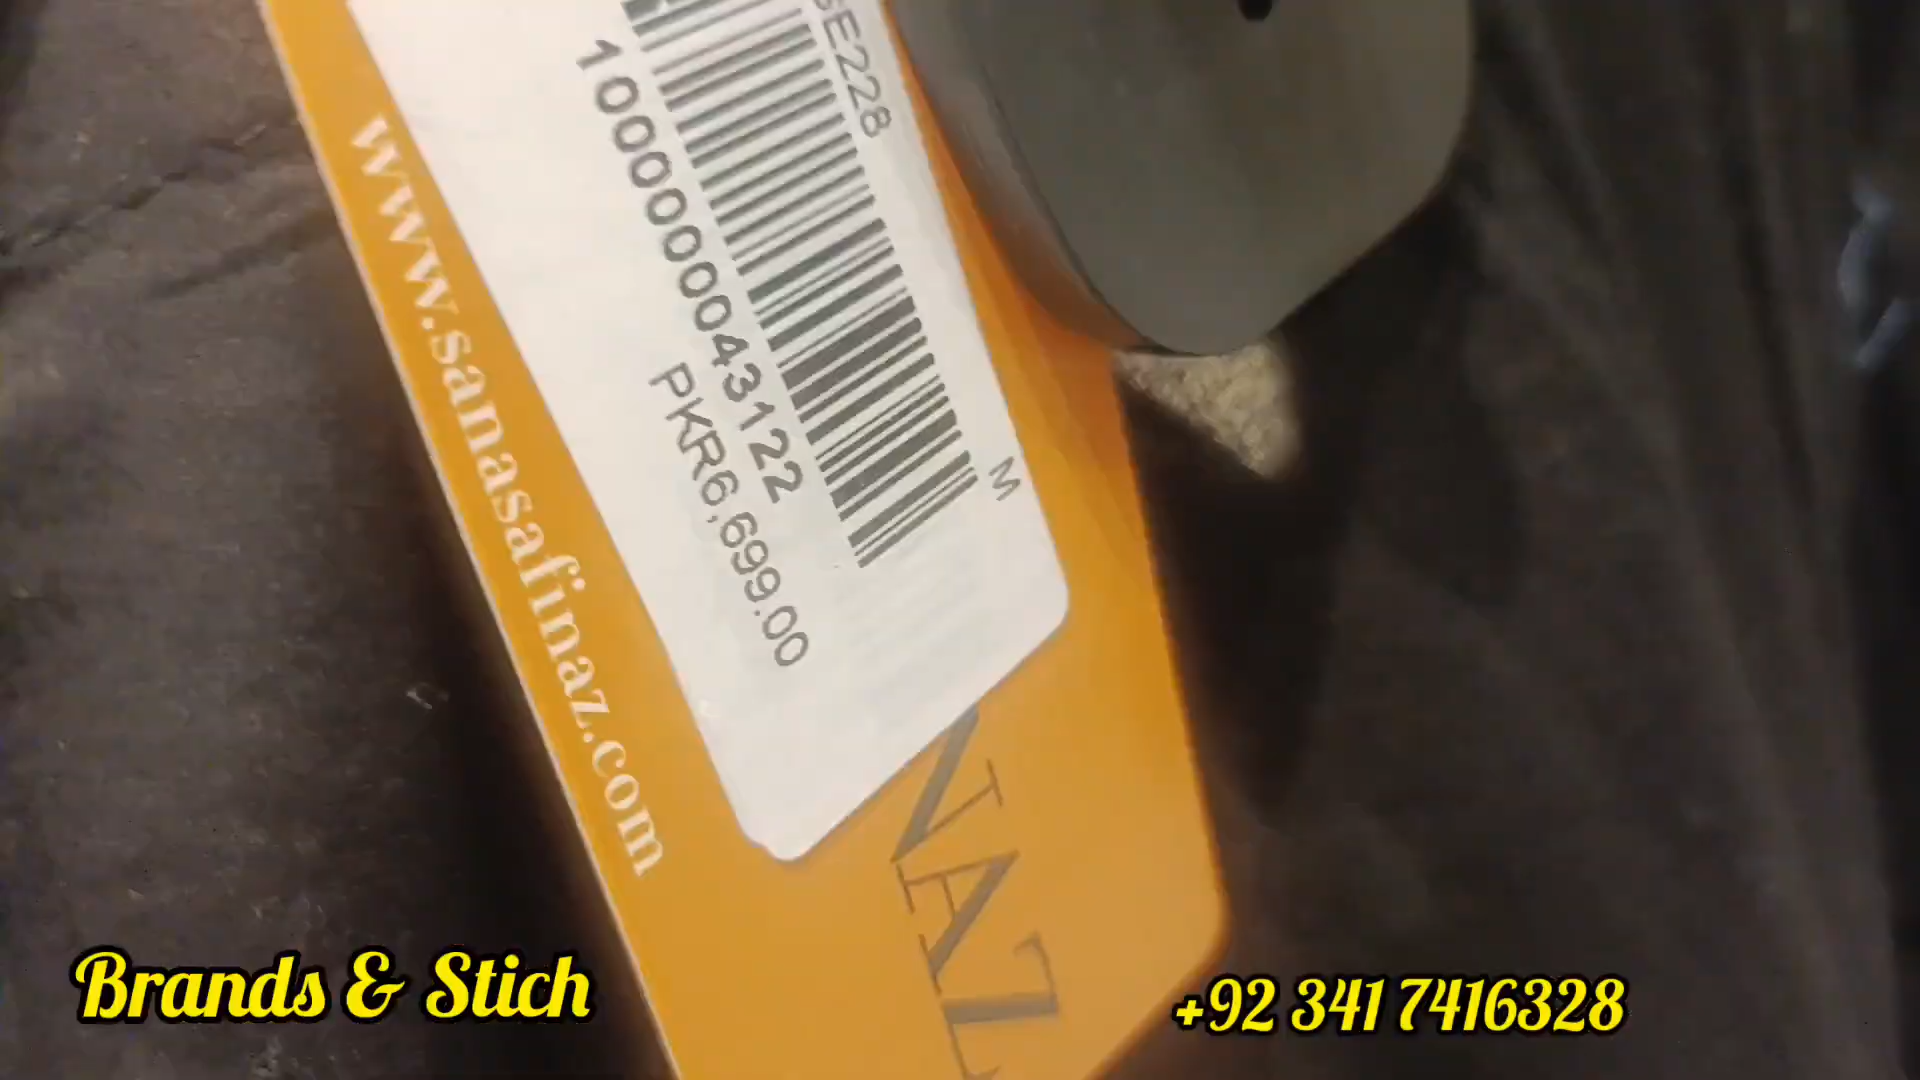 SE228
1000000043122
PKR6,699.00
M
www.sanasafinaz.com
NAZ
Brands & Stich
+92 341 7416328